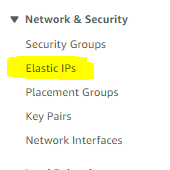 Network & Security
Security Groups
Elastic IPs
Placement Groups
Key Pairs
Network Interfaces